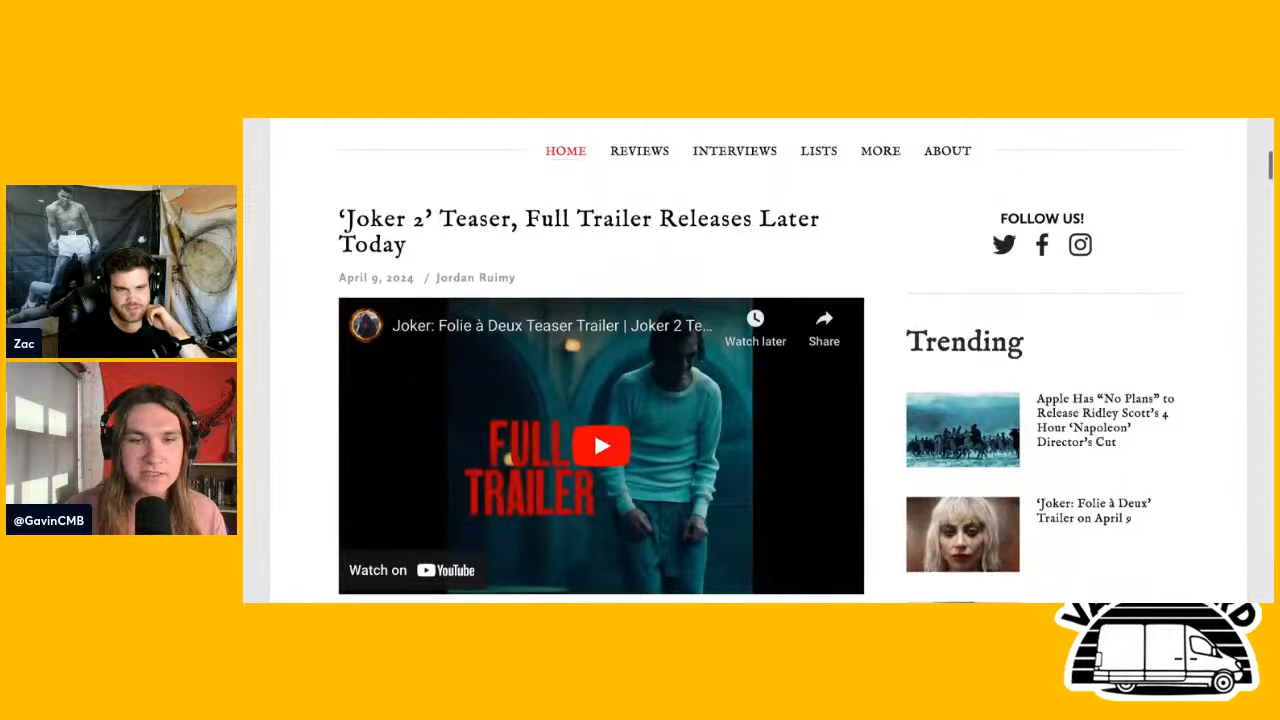 HOME REVIEWS INTERVIEWS LISTS MORE ABOUT
‘Joker 2’ Teaser, Full Trailer Releases Later
Today
April 9, 2024 / Jordan Ruimy
Joker: Folie à Deux Teaser Trailer | Joker 2 Te...
Watch later
Share
FULL
TRAILER
Watch on YouTube
FOLLOW US!
Trending
Apple Has “No Plans” to
Release Ridley Scott’s 4
Hour ‘Napoleon’
Director’s Cut
‘Joker: Folie à Deux’
Trailer on April 9
Zac
@GavinCMB